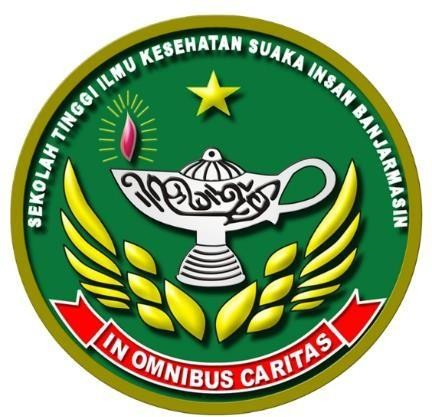 SEKOLAH TINGGI ILMU KESEHATAN SUAKA INSAN BANJARMASIN
IN OMNIBUS CARITAS